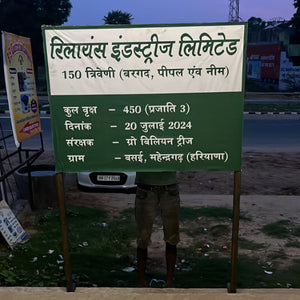 रिलायंस इंडस्ट्रीज लिमिटेड
150 त्रिवेणी (बरगद, पीपल एंव नीम)
कुल वृक्ष - 450 (प्रजाति 3)
दिनांक - 20 जुलाई 2024
संरक्षक - ग्रो बिलियन ट्रीज
ग्राम - बसई, महेन्द्रगढ़ (हरियाणा)